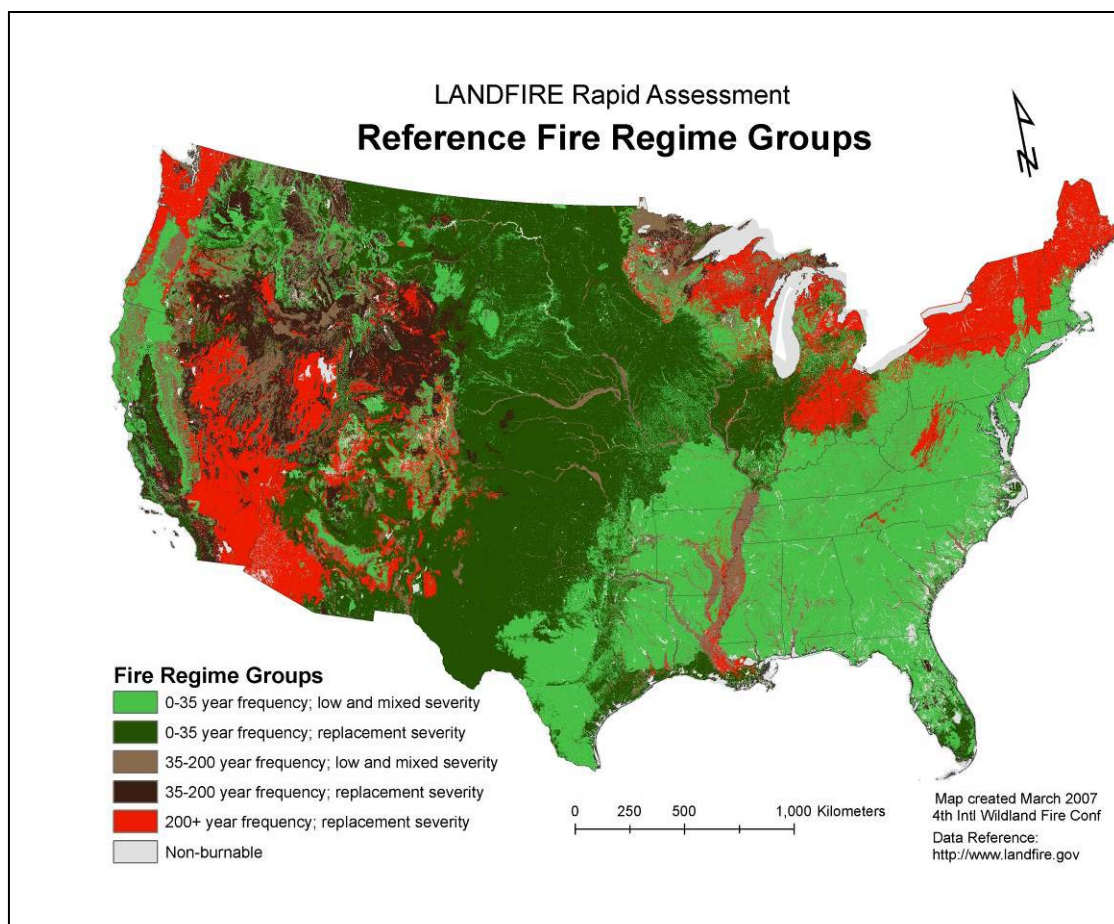 LANDFIRE Rapid Assessment
Reference Fire Regime Groups
N
Fire Regime Groups
0-35 year frequency; low and mixed severity
0-35 year frequency; replacement severity
35-200 year frequency; low and mixed severity
35-200 year frequency; replacement severity
200+ year frequency; replacement severity
Non-burnable
0 250 500 1,000 Kilometers
Map created March 2007
4th Intl Wildland Fire Conf
Data Reference:
http://www.landfire.gov